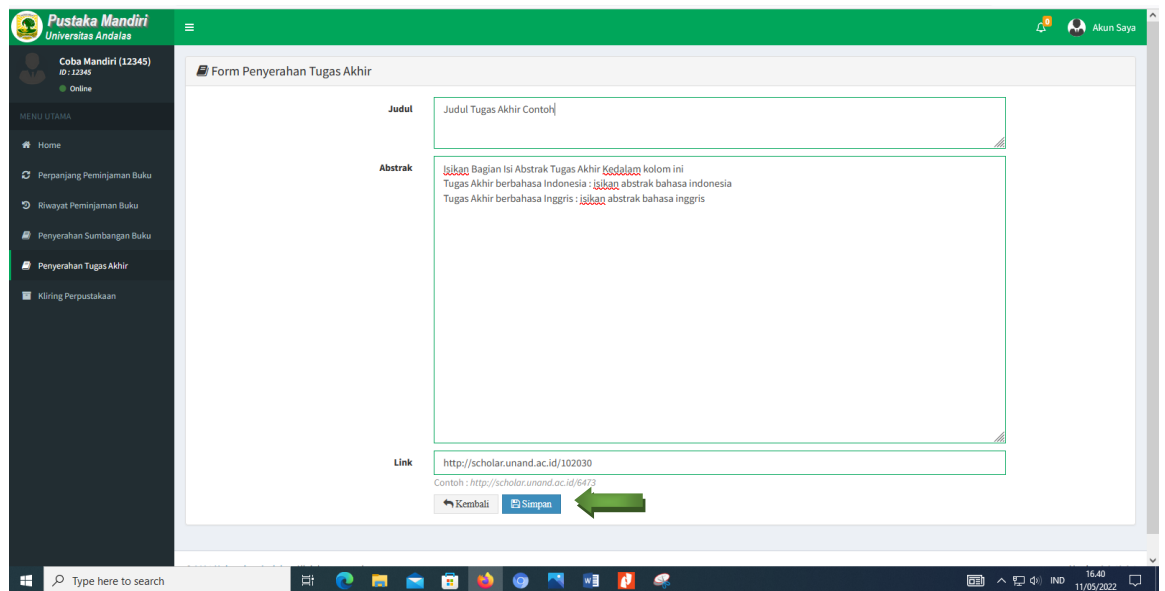 Pustaka Mandiri
Universitas Andalas
0
Akun Saya
Coba Mandiri (12345)
ID : 12345
Online
MENU UTAMA
Home
Perpanjang Peminjaman Buku
Riwayat Peminjaman Buku
Penyerahan Sumbangan Buku
Penyerahan Tugas Akhir
Kliring Perpustakaan
Form Penyerahan Tugas Akhir
Judul
Judul Tugas Akhir Contoh
Abstrak
Isikan Bagian Isi Abstrak Tugas Akhir Kedalam kolom ini
Tugas Akhir berbahasa Indonesia : isikan abstrak bahasa indonesia
Tugas Akhir berbahasa Inggris : isikan abstrak bahasa inggris
Link
http://scholar.unand.ac.id/102030
Contoh : http://scholar.unand.ac.id/6473
Kembali
Simpan
Type here to search
IND
16.40
11/05/2022